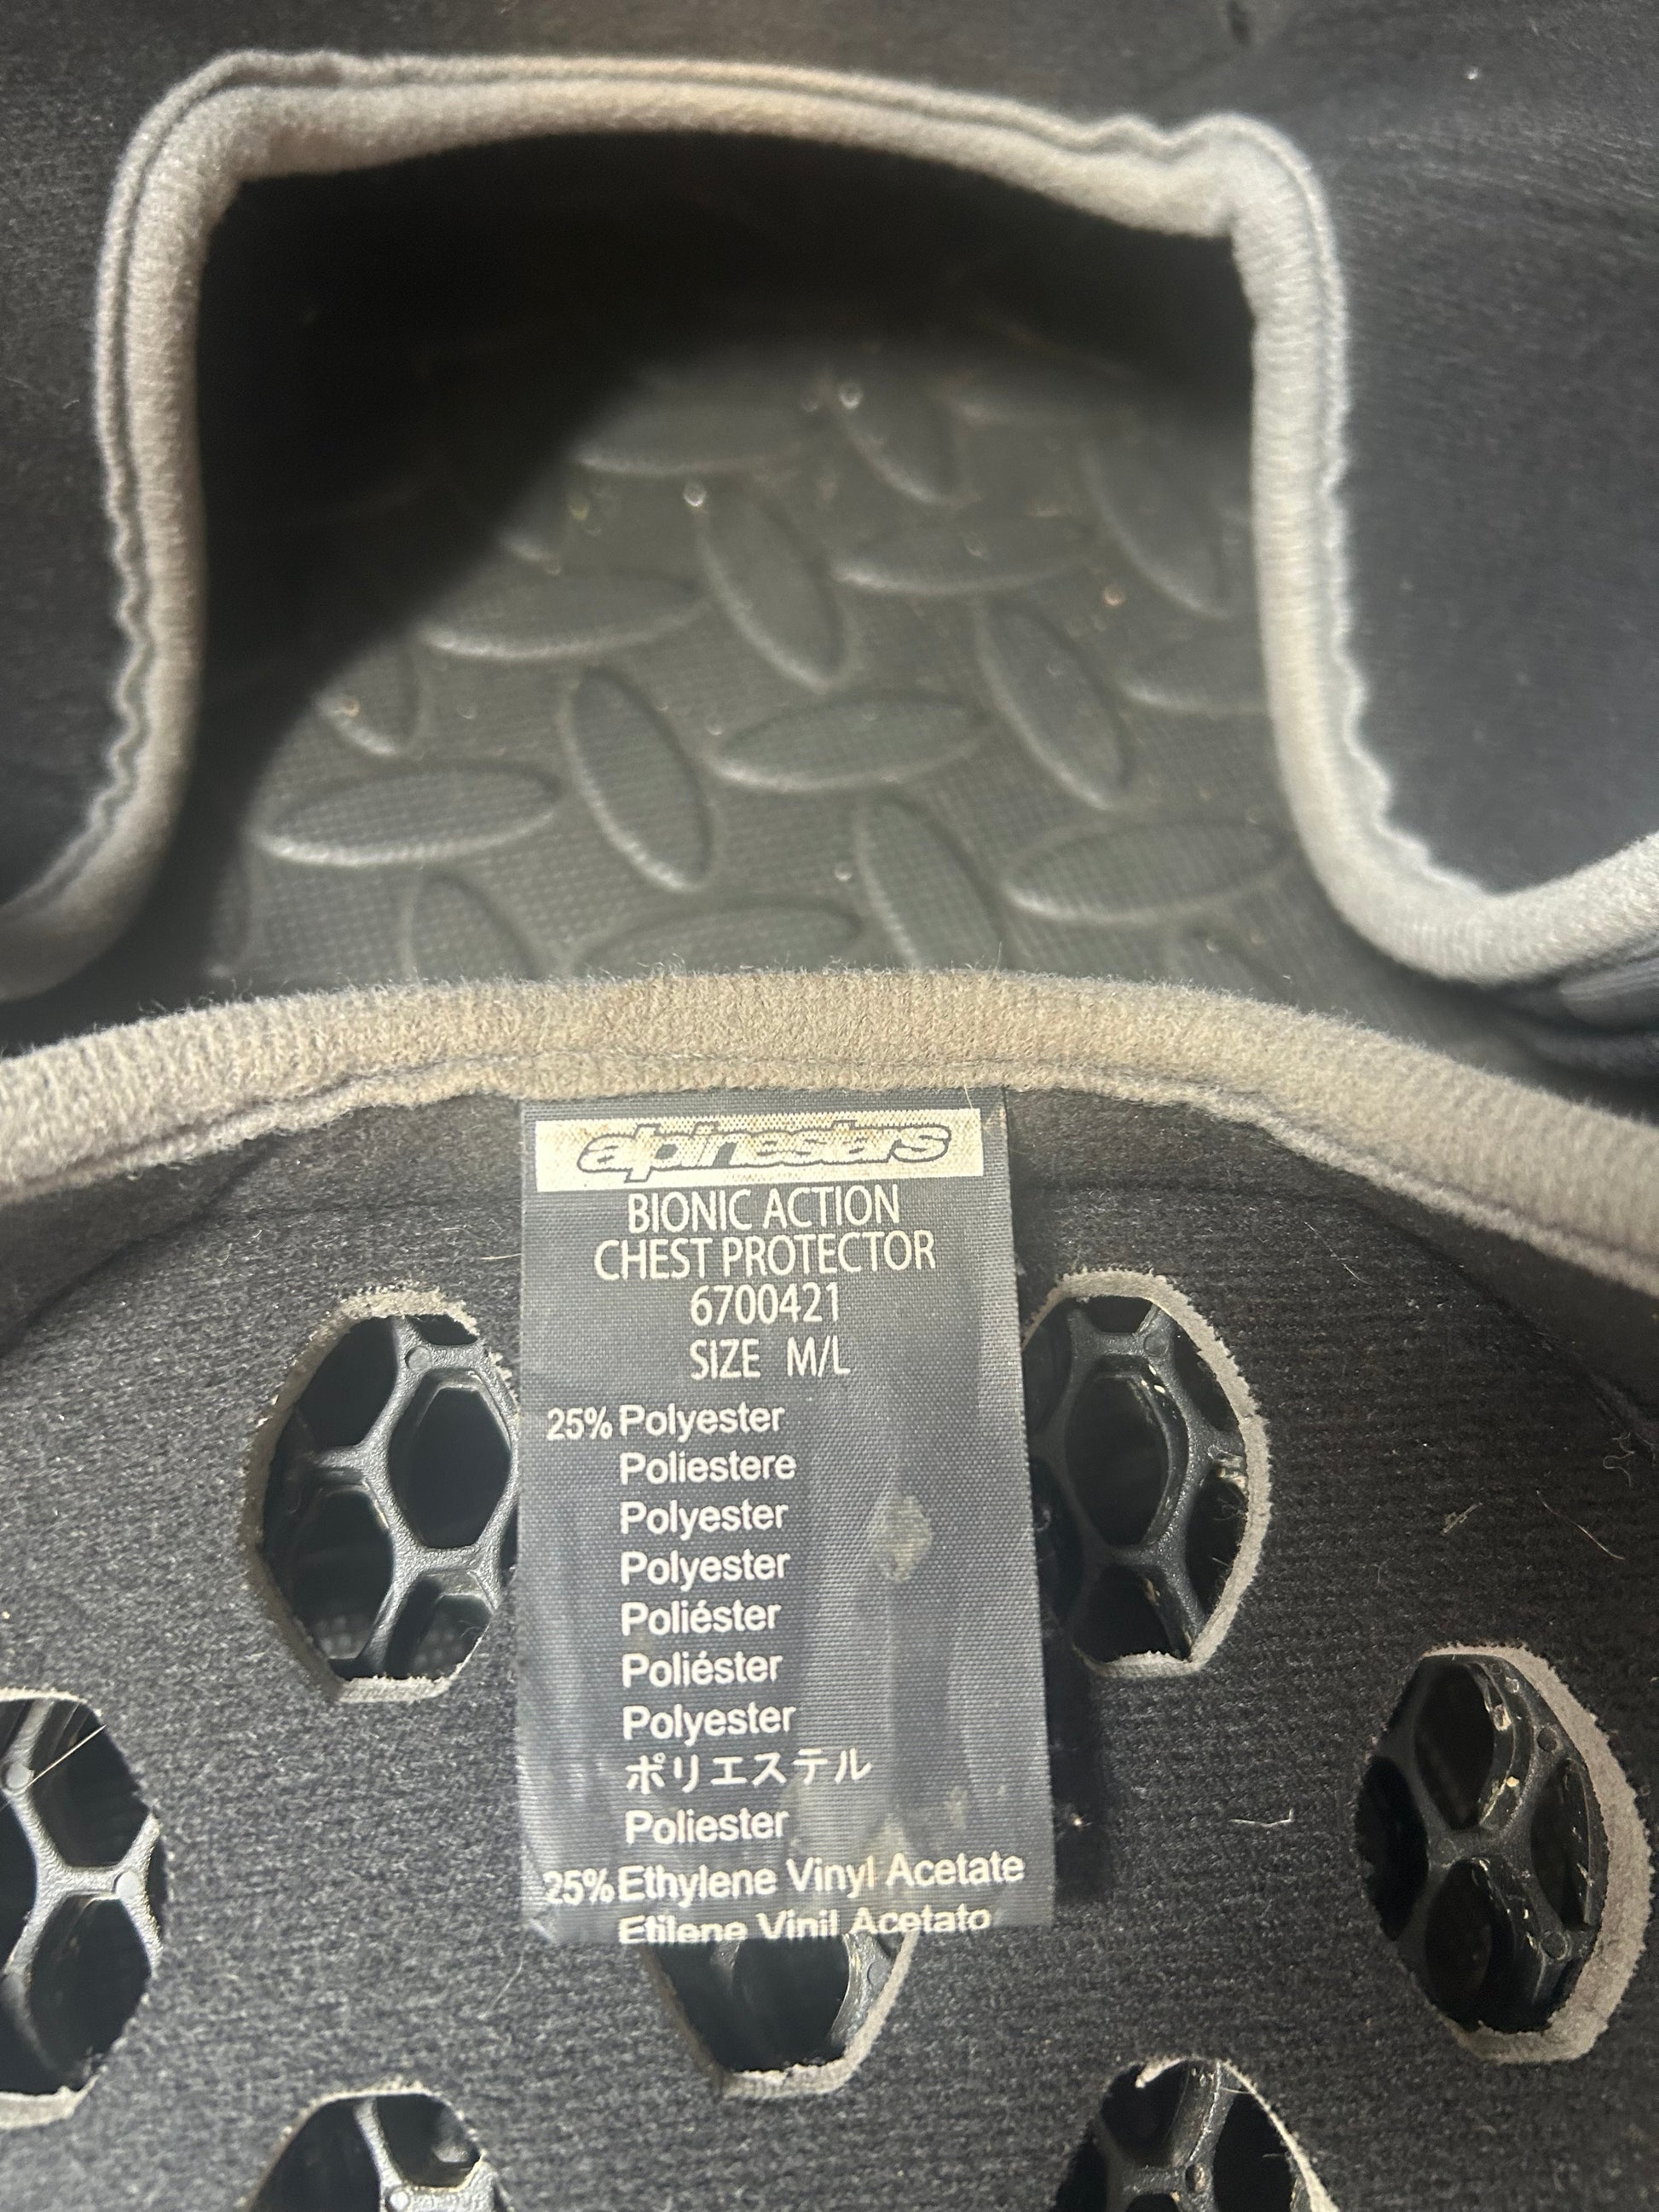 alpinestars
BIONIC ACTION
CHEST PROTECTOR
6700421
SIZE M/L
25% Polyester
Poliestere
Polyester
Polyester
Poliéster
Poliéster
Polyester
ポリエステル
Poliester
25% Ethylene Vinyl Acetate
Etilene Vinil Acetato